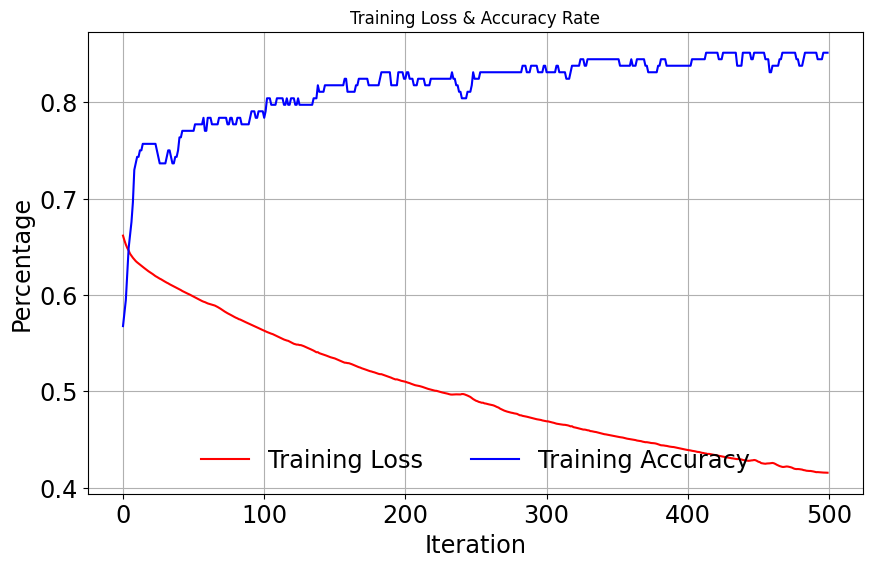 Training Loss & Accuracy Rate
Percentage
0.8
0.7
0.6
0.5
0.4
Training Loss
Training Accuracy
0 100 200 300 400 500
Iteration